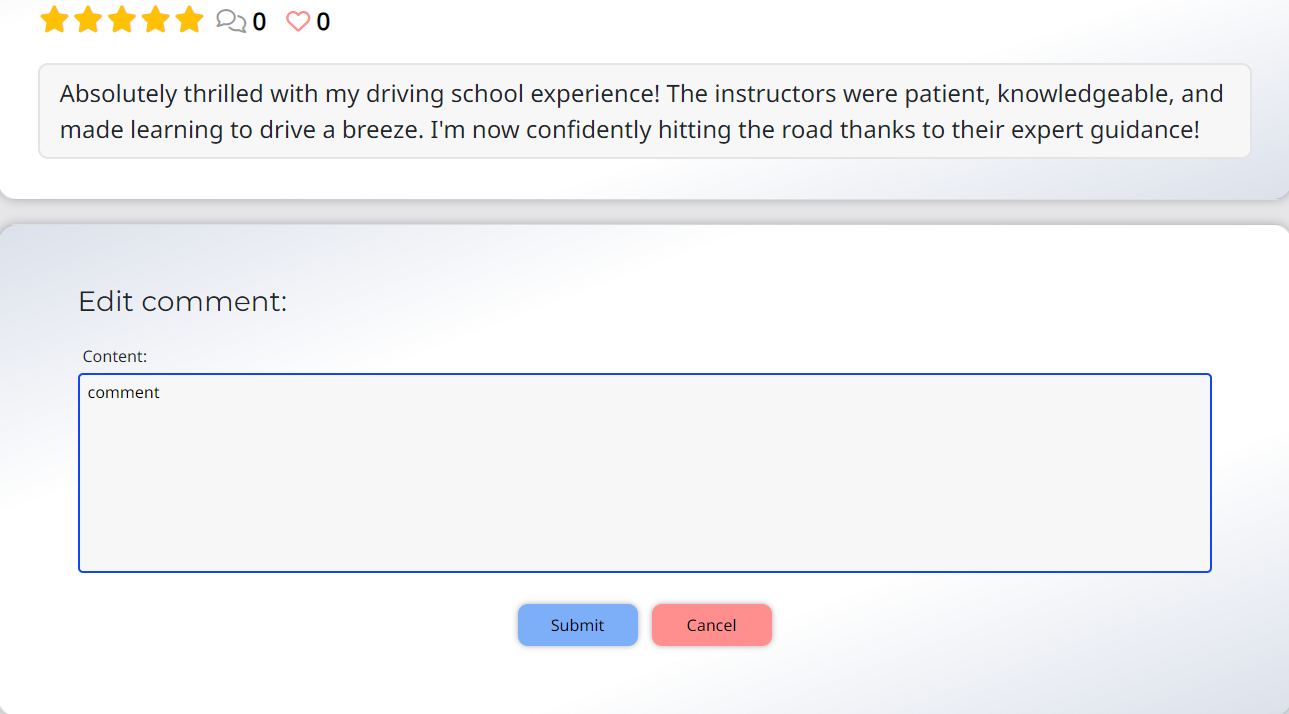 0 0
Absolutely thrilled with my driving school experience! The instructors were patient, knowledgeable, and
made learning to drive a breeze. I'm now confidently hitting the road thanks to their expert guidance!
Edit comment:
Content:
comment
Submit Cancel